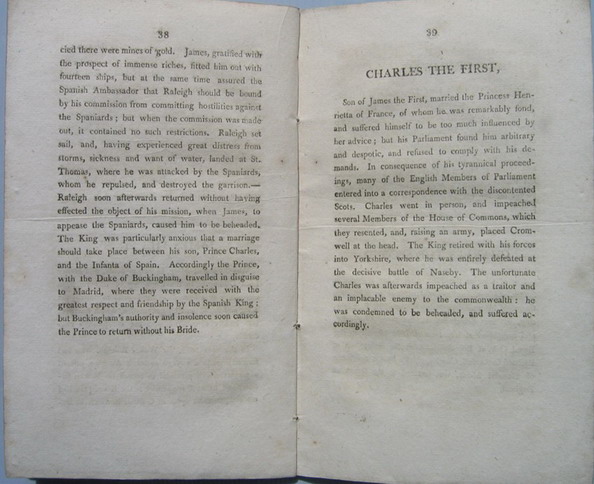 38
cied there were mines of gold. James, gratified with
the prospect of immense riches, fitted him out with
fourteen ships, but at the same time assured the
Spanish Ambassador that Raleigh should be bound
by his commission from committing hostilities against
the Spaniards; but when the commission was made
out, it contained no such restrictions. Raleigh set
sail, and, having experienced great distress from
storms, sickness and want of water, landed at St.
Thomas, where he was attacked by the Spaniards,
whom he repulsed, and destroyed the garrison.—
Raleigh soon afterwards returned without having
effected the object of his mission, when James, to
appease the Spaniards, caused him to be beheaded.
The King was particularly anxious that a marriage
should take place between his son, Prince Charles,
and the Infanta of Spain. Accordingly the Prince,
with the Duke of Buckingham, travelled in disguise
to Madrid, where they were received with the
greatest respect and friendship by the Spanish King:
but Buckingham's authority and insolence soon caused
the Prince to return without his Bride.
39
CHARLES THE FIRST,
Son of James the First, married the Princess Hen-
rietta of France, of whom he was remarkably fond,
and suffered himself to be too much influenced by
her advice; but his Parliament found him arbitrary
and despotic, and refused to comply with his de-
mands. In consequence of his tyrannical proceed-
ings, many of the English Members of Parliament
entered into a correspondence with the discontented
Scots. Charles went in person, and impeached
several Members of the House of Commons, which
they resented, and, raising an army, placed Crom-
well at the head. The King retired with his forces
into Yorkshire, where he was entirely defeated at
the decisive battle of Naseby. The unfortunate
Charles was afterwards impeached as a traitor and
an implacable enemy to the commonwealth: he
was condemned to be beheaded, and suffered ac-
cordingly.